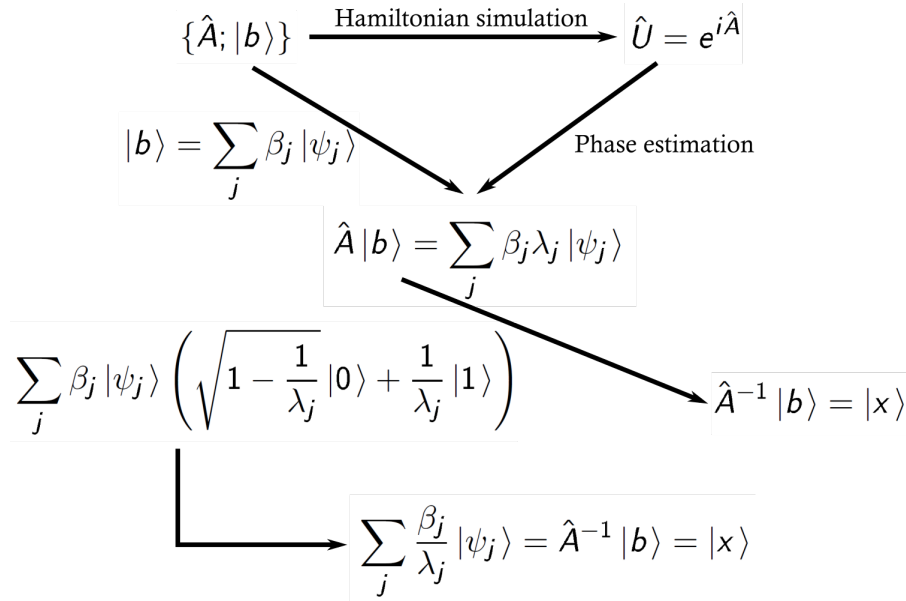 Hamiltonian simulation
{Â; |b⟩}
Û = e^{iÂ}
|b⟩ = ∑_j β_j |ψ_j⟩
Phase estimation
Â |b⟩ = ∑_j β_j λ_j |ψ_j⟩
∑_j β_j |ψ_j⟩ (√(1 − 1/λ_j) |0⟩ + 1/λ_j |1⟩)
Â⁻¹ |b⟩ = |x⟩
∑_j β_j/λ_j |ψ_j⟩ = Â⁻¹ |b⟩ = |x⟩